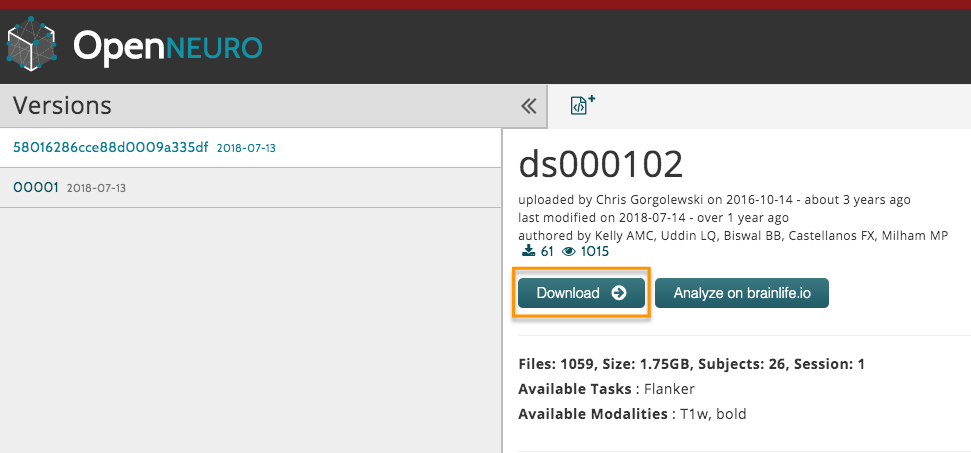 OpenNEURO
Versions
58016286cce88d0009a335df 2018-07-13
00001 2018-07-13
ds000102
uploaded by Chris Gorgolewski on 2016-10-14 - about 3 years ago
last modified on 2018-07-14 - over 1 year ago
authored by Kelly AMC, Uddin LQ, Biswal BB, Castellanos FX, Milham MP
61 1015
Download Analyze on brainlife.io
Files: 1059, Size: 1.75GB, Subjects: 26, Session: 1
Available Tasks : Flanker
Available Modalities : T1w, bold